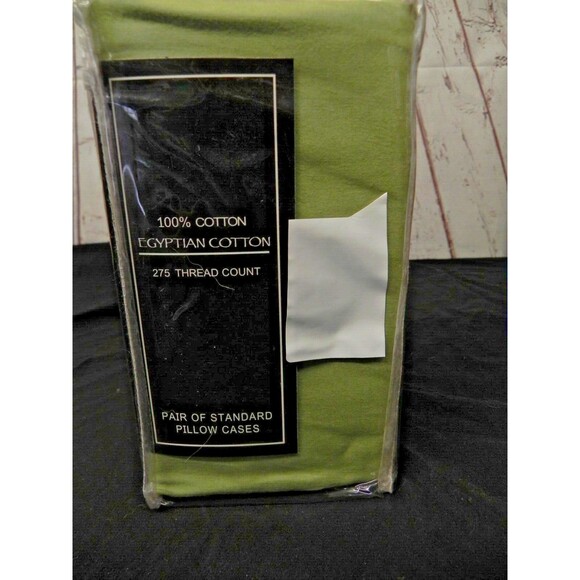 100% COTTON
EGYPTIAN COTTON
275 THREAD COUNT
PAIR OF STANDARD
PILLOW CASES